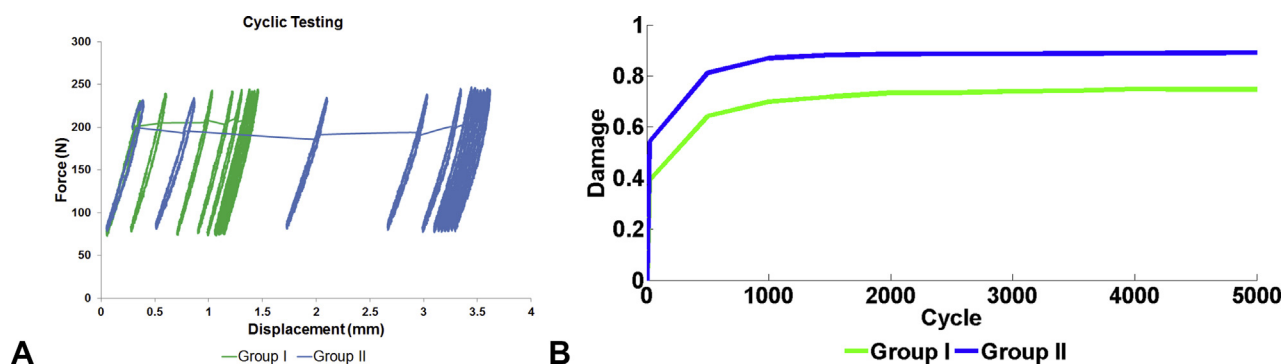 Cyclic Testing
Force (N)
300
250
200
150
100
50
0
0 0.5 1 1.5 2 2.5 3 3.5 4
Displacement (mm)
Group I Group II
A
Damage
1
0.8
0.6
0.4
0.2
0
0 1000 2000 3000 4000 5000
Cycle
Group I Group II
B